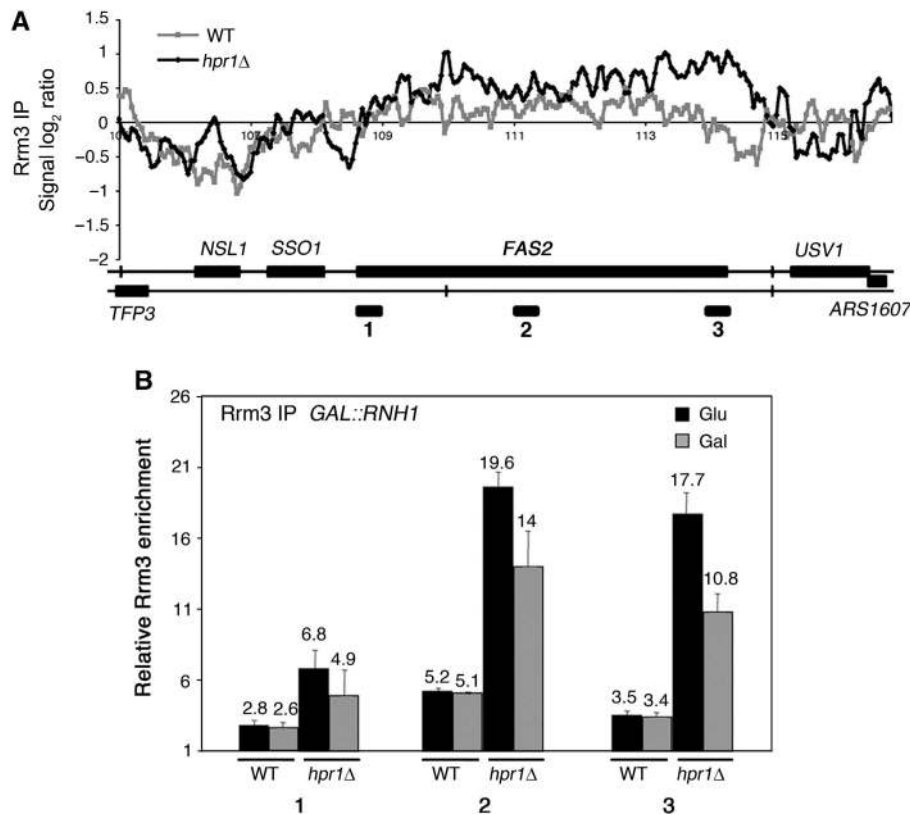 A
1.5
1
0.5
0
−0.5
−1
−1.5
−2
Rrm3 IP
Signal log2 ratio
WT
hpr1Δ
107
109
111
113
115
NSL1
SSO1
FAS2
USV1
TFP3
ARS1607
1
2
3
B
26
21
16
11
6
1
Relative Rrm3 enrichment
Rrm3 IP GAL::RNH1
Glu
Gal
2.8
2.6
6.8
4.9
5.2
5.1
19.6
14
3.5
3.4
17.7
10.8
WT
hpr1Δ
WT
hpr1Δ
WT
hpr1Δ
1
2
3